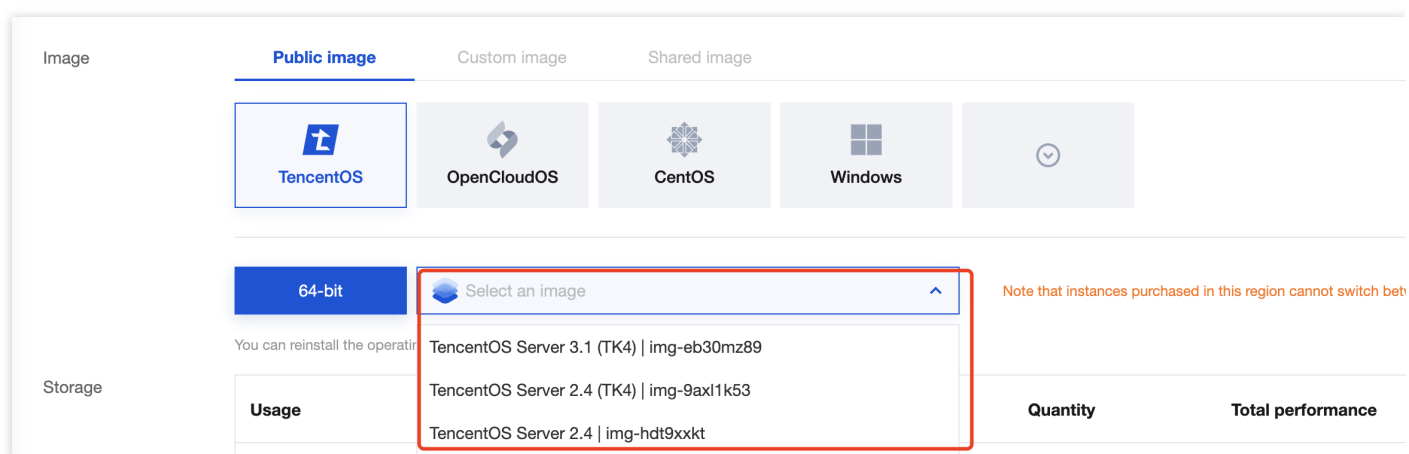 Image
Public image
Custom image
Shared image
TencentOS
OpenCloudOS
CentOS
Windows
64-bit
Select an image
Note that instances purchased in this region cannot switch
You can reinstall the
TencentOS Server 3.1 (TK4) | img-eb30mz89
TencentOS Server 2.4 (TK4) | img-9axl1k53
TencentOS Server 2.4 | img-hdt9xxkt
Storage
Usage
Quantity
Total performance